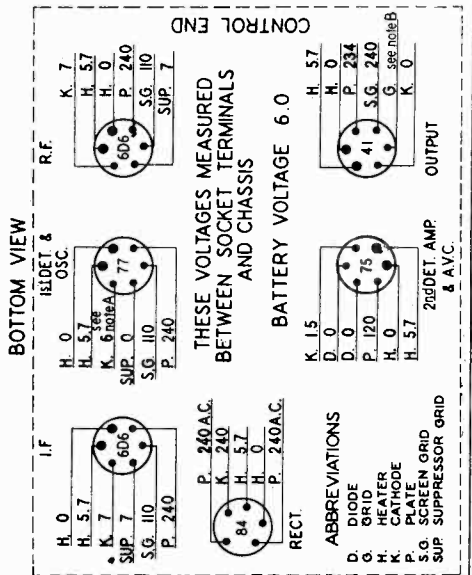 BOTTOM VIEW
I.F
H. 0
H. 5.7
K. 7
SUP. 7
S.G. 110
P. 240
6D6
1st DET. &
OSC.
H. 0
H. 5.7
K. 6 see note A
SUP. 0
S.G. 110
P. 240
77
R.F.
K. 7
H. 5.7
H. 0
P. 240
S.G. 110
SUP. 7
6D6
CONTROL END
P. 240 A.C.
K. 240
H. 5.7
H. 0
P. 240 A.C.
84
RECT.
THESE VOLTAGES MEASURED
BETWEEN SOCKET TERMINALS
AND CHASSIS
BATTERY VOLTAGE 6.0
ABBREVIATIONS
D. DIODE
G. GRID
H. HEATER
K. CATHODE
P. PLATE
S.G. SCREEN GRID
SUP. SUPPRESSOR GRID
K. 1.5
D. 0
D. 0
P. 120
H. 0
H. 5.7
75
2nd DET. AMP.
& A.V.C.
H. 5.7
H. 0
P. 234
S.G. 240
G. see note B
K. 0
41
OUTPUT